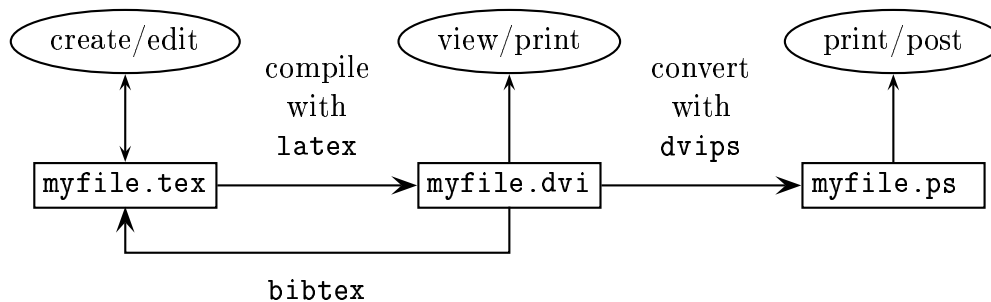 create/edit
view/print
print/post
compile
with
latex
convert
with
dvips
myfile.tex
myfile.dvi
myfile.ps
bibtex